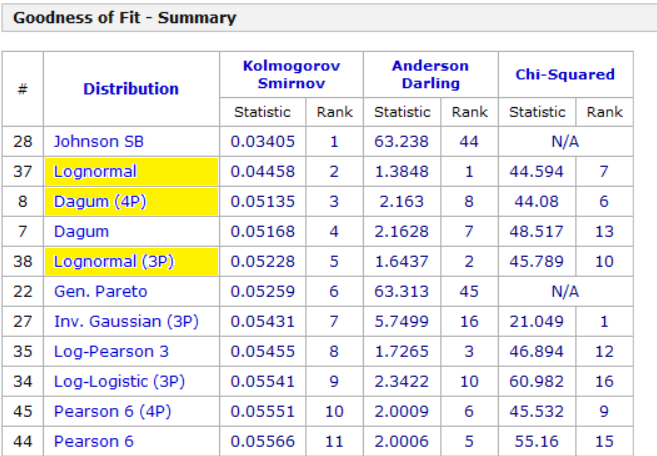 Goodness of Fit - Summary
# Distribution Kolmogorov Smirnov Anderson Darling Chi-Squared
Statistic Rank Statistic Rank Statistic Rank
28 Johnson SB 0.03405 1 63.238 44 N/A
37 Lognormal 0.04458 2 1.3848 1 44.594 7
8 Dagum (4P) 0.05135 3 2.163 8 44.08 6
7 Dagum 0.05168 4 2.1628 7 48.517 13
38 Lognormal (3P) 0.05228 5 1.6437 2 45.789 10
22 Gen. Pareto 0.05259 6 63.313 45 N/A
27 Inv. Gaussian (3P) 0.05431 7 5.7499 16 21.049 1
35 Log-Pearson 3 0.05455 8 1.7265 3 46.894 12
34 Log-Logistic (3P) 0.05541 9 2.3422 10 60.982 16
45 Pearson 6 (4P) 0.05551 10 2.0009 6 45.532 9
44 Pearson 6 0.05566 11 2.0006 5 55.16 15